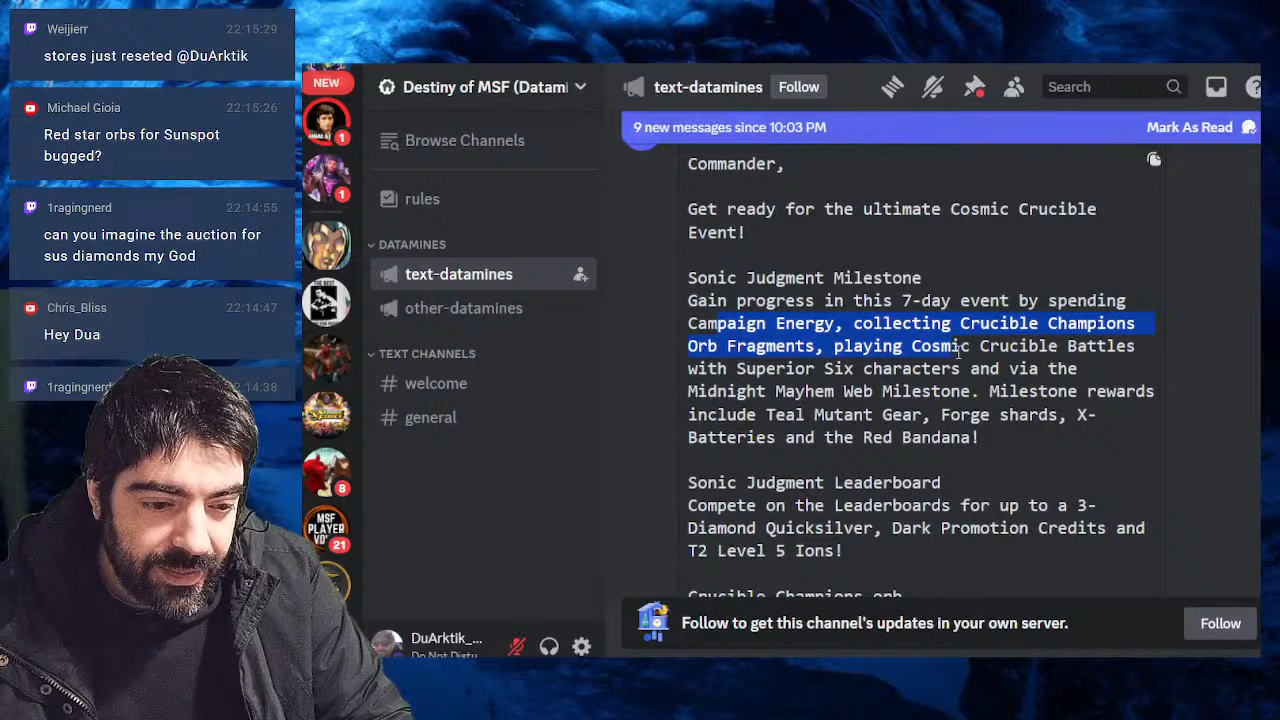 Weijierr
22:15:29
stores just reseted @DuArktik
Michael Gioia
22:15:26
Red star orbs for Sunspot
bugged?
1ragingnerd
22:14:55
can you imagine the auction for
sus diamonds my God
Chris_Bliss
22:14:47
Hey Dua
1ragingnerd
22:14:38
NEW
1
1
8
MSF
PLAYER
21
Destiny of MSF (Datami
Browse Channels
rules
DATAMINES
text-datamines
other-datamines
TEXT CHANNELS
welcome
general
DuArktik_...
Do Not Distu
text-datamines
Follow
Search
9 new messages since 10:03 PM
Mark As Read
Commander,
Get ready for the ultimate Cosmic Crucible
Event!
Sonic Judgment Milestone
Gain progress in this 7-day event by spending
Campaign Energy, collecting Crucible Champions
Orb Fragments, playing Cosmic Crucible Battles
with Superior Six characters and via the
Midnight Mayhem Web Milestone. Milestone rewards
include Teal Mutant Gear, Forge shards, X-
Batteries and the Red Bandana!
Sonic Judgment Leaderboard
Compete on the Leaderboards for up to a 3-
Diamond Quicksilver, Dark Promotion Credits and
T2 Level 5 Ions!
Crucible Champions orb
Follow to get this channel's updates in your own server.
Follow